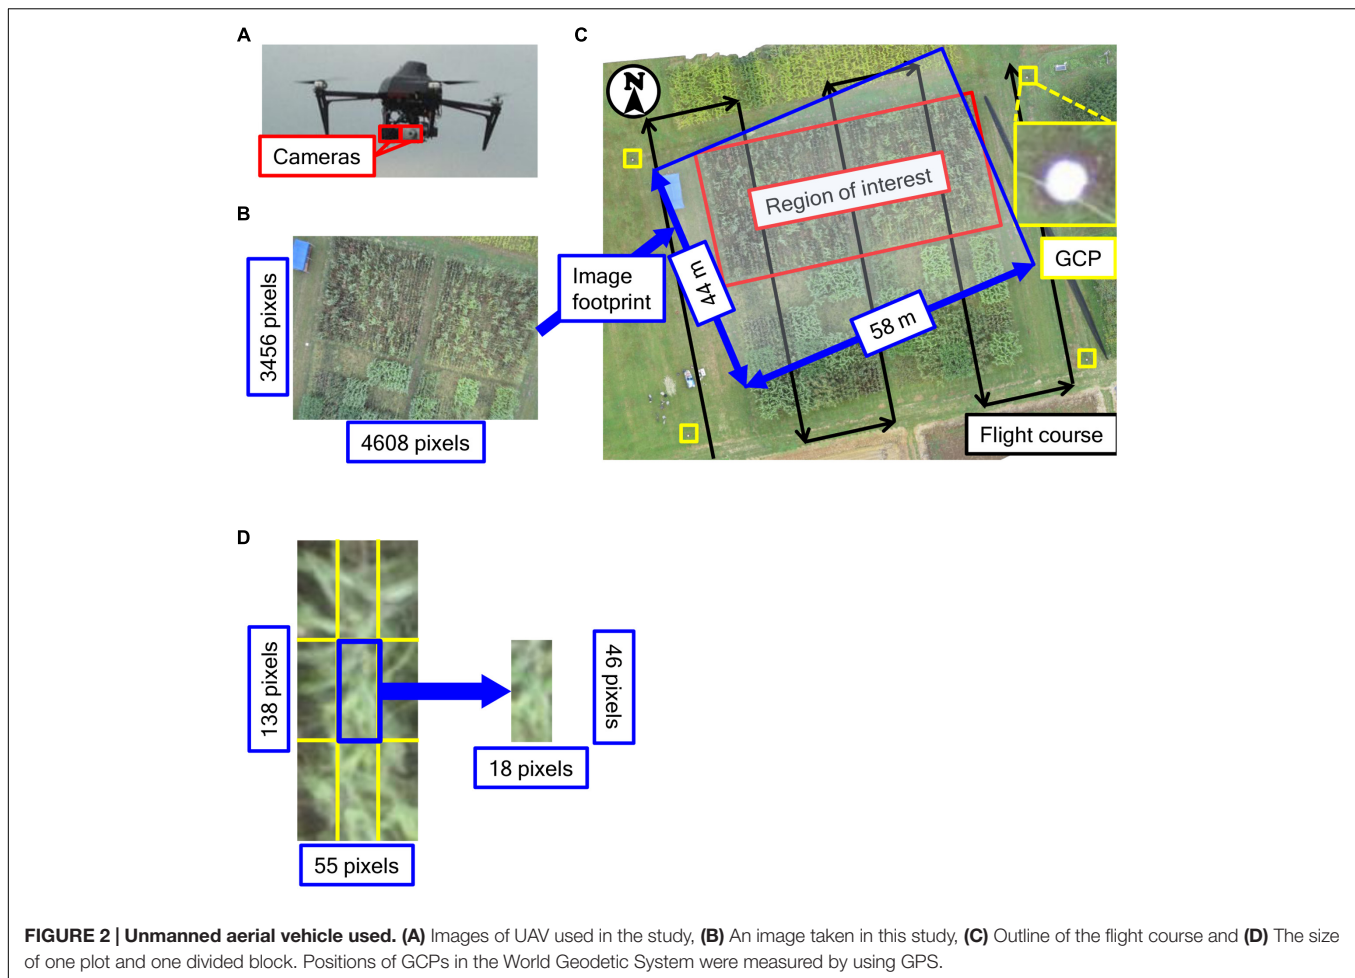 A
Cameras
B
3456 pixels
4608 pixels
C
N
Region of interest
Image
footprint
44 m
58 m
GCP
Flight course
D
138 pixels
55 pixels
18 pixels
46 pixels
FIGURE 2 | Unmanned aerial vehicle used. (A) Images of UAV used in the study, (B) An image taken in this study, (C) Outline of the flight course and (D) The size
of one plot and one divided block. Positions of GCPs in the World Geodetic System were measured by using GPS.